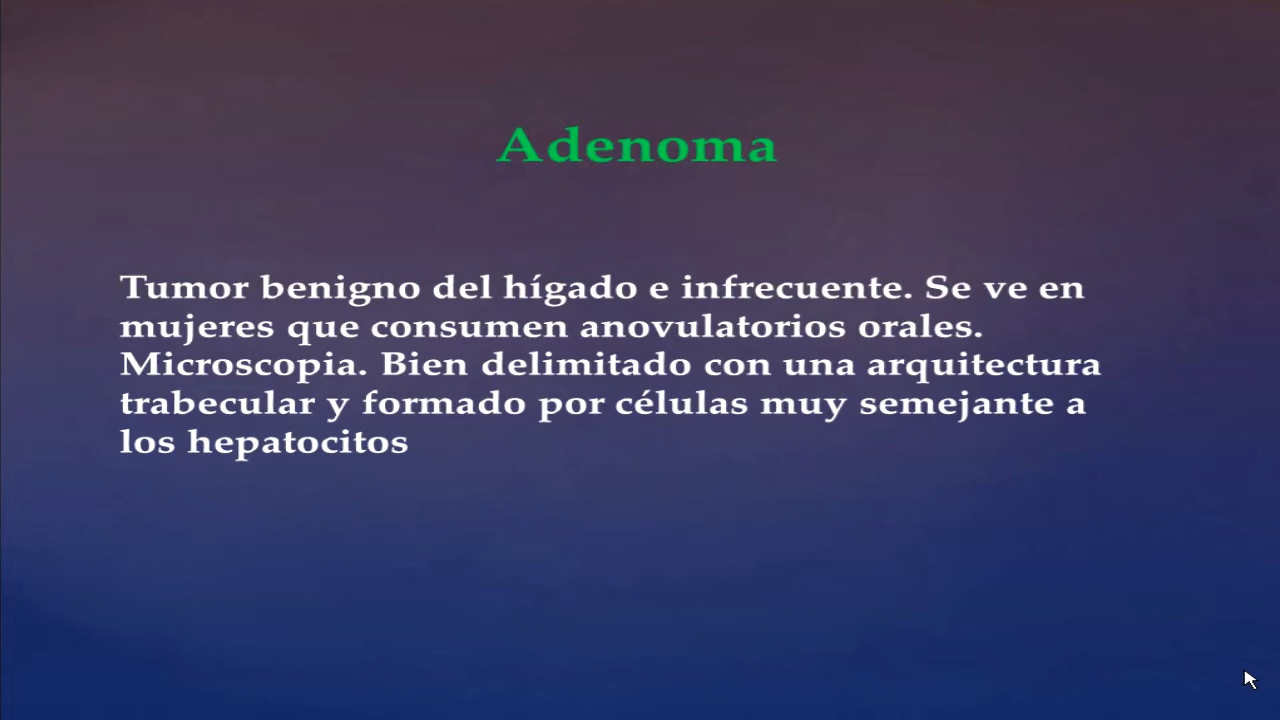 Adenoma
Tumor benigno del hígado e infrecuente. Se ve en
mujeres que consumen anovulatorios orales.
Microscopia. Bien delimitado con una arquitectura
trabecular y formado por células muy semejante a
los hepatocitos